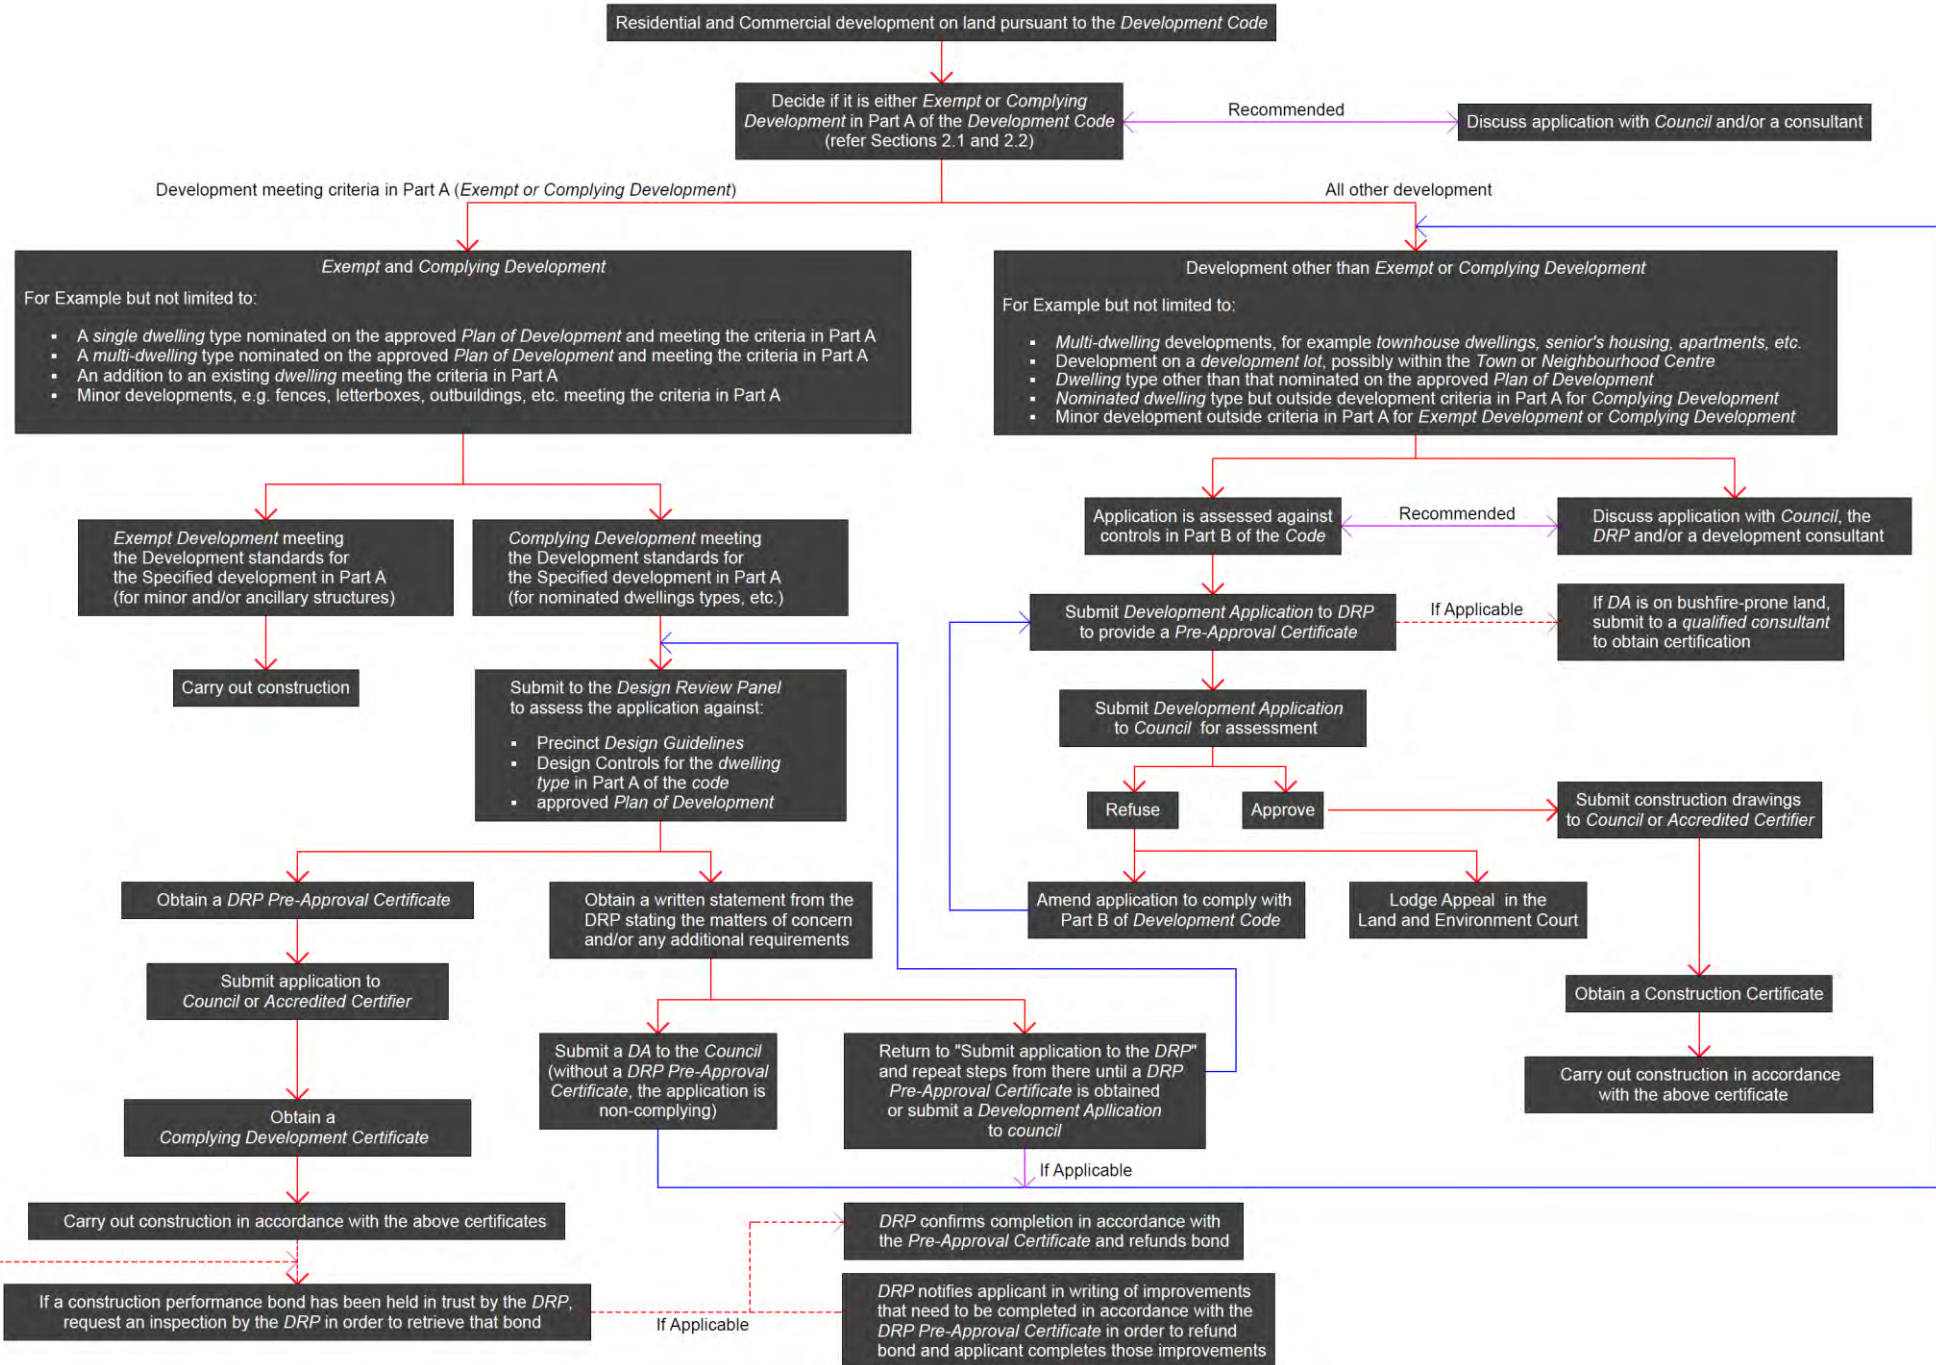 Residential and Commercial development on land pursuant to the Development Code
Decide if it is either Exempt or Complying
Development in Part A of the Development Code
(refer Sections 2.1 and 2.2)
Recommended
Discuss application with Council and/or a consultant
Development meeting criteria in Part A (Exempt or Complying Development)
All other development
Exempt and Complying Development
For Example but not limited to:
▪ A single dwelling type nominated on the approved Plan of Development and meeting the criteria in Part A
▪ A multi-dwelling type nominated on the approved Plan of Development and meeting the criteria in Part A
▪ An addition to an existing dwelling meeting the criteria in Part A
▪ Minor developments, e.g. fences, letterboxes, outbuildings, etc. meeting the criteria in Part A
Development other than Exempt or Complying Development
For Example but not limited to:
▪ Multi-dwelling developments, for example townhouse dwellings, senior's housing, apartments, etc.
▪ Development on a development lot, possibly within the Town or Neighbourhood Centre
▪ Dwelling type other than that nominated on the approved Plan of Development
▪ Nominated dwelling type but outside development criteria in Part A for Complying Development
▪ Minor development outside criteria in Part A for Exempt Development or Complying Development
Exempt Development meeting
the Development standards for
the Specified development in Part A
(for minor and/or ancillary structures)
Complying Development meeting
the Development standards for
the Specified development in Part A
(for nominated dwellings types, etc.)
Application is assessed against
controls in Part B of the Code
Recommended
Discuss application with Council, the
DRP and/or a development consultant
Carry out construction
Submit to the Design Review Panel
to assess the application against:
▪ Precinct Design Guidelines
▪ Design Controls for the dwelling
type in Part A of the code
▪ approved Plan of Development
Submit Development Application to DRP
to provide a Pre-Approval Certificate
If Applicable
If DA is on bushfire-prone land,
submit to a qualified consultant
to obtain certification
Submit Development Application
to Council for assessment
Refuse
Approve
Submit construction drawings
to Council or Accredited Certifier
Obtain a DRP Pre-Approval Certificate
Obtain a written statement from the
DRP stating the matters of concern
and/or any additional requirements
Amend application to comply with
Part B of Development Code
Lodge Appeal in the
Land and Environment Court
Submit application to
Council or Accredited Certifier
Obtain a Construction Certificate
Submit a DA to the Council
(without a DRP Pre-Approval
Certificate, the application is
non-complying)
Return to "Submit application to the DRP"
and repeat steps from there until a DRP
Pre-Approval Certificate is obtained
or submit a Development Apllication
to council
Carry out construction in accordance
with the above certificate
Obtain a
Complying Development Certificate
If Applicable
Carry out construction in accordance with the above certificates
DRP confirms completion in accordance with
the Pre-Approval Certificate and refunds bond
If a construction performance bond has been held in trust by the DRP,
request an inspection by the DRP in order to retrieve that bond
If Applicable
DRP notifies applicant in writing of improvements
that need to be completed in accordance with the
DRP Pre-Approval Certificate in order to refund
bond and applicant completes those improvements